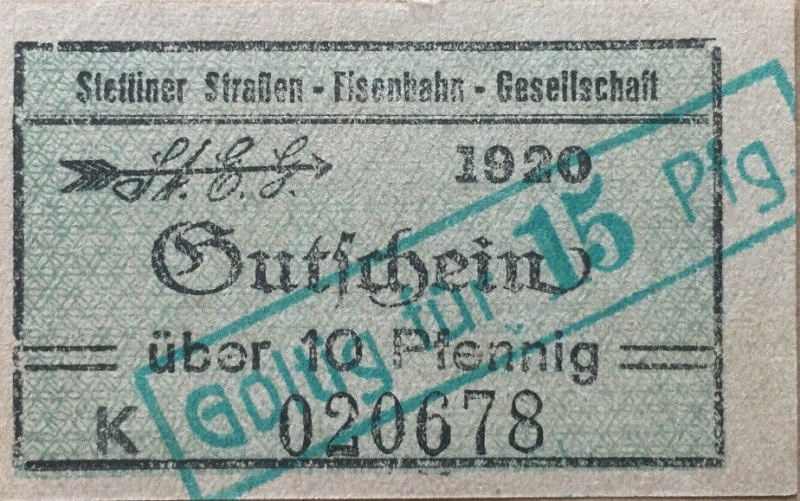 Stettiner Straßen - Eisenbahn - Gesellschaft
St. E. G. 1920
Gutschein
über 10 Pfennig
K 020678
Gültig für 15 Pfg.